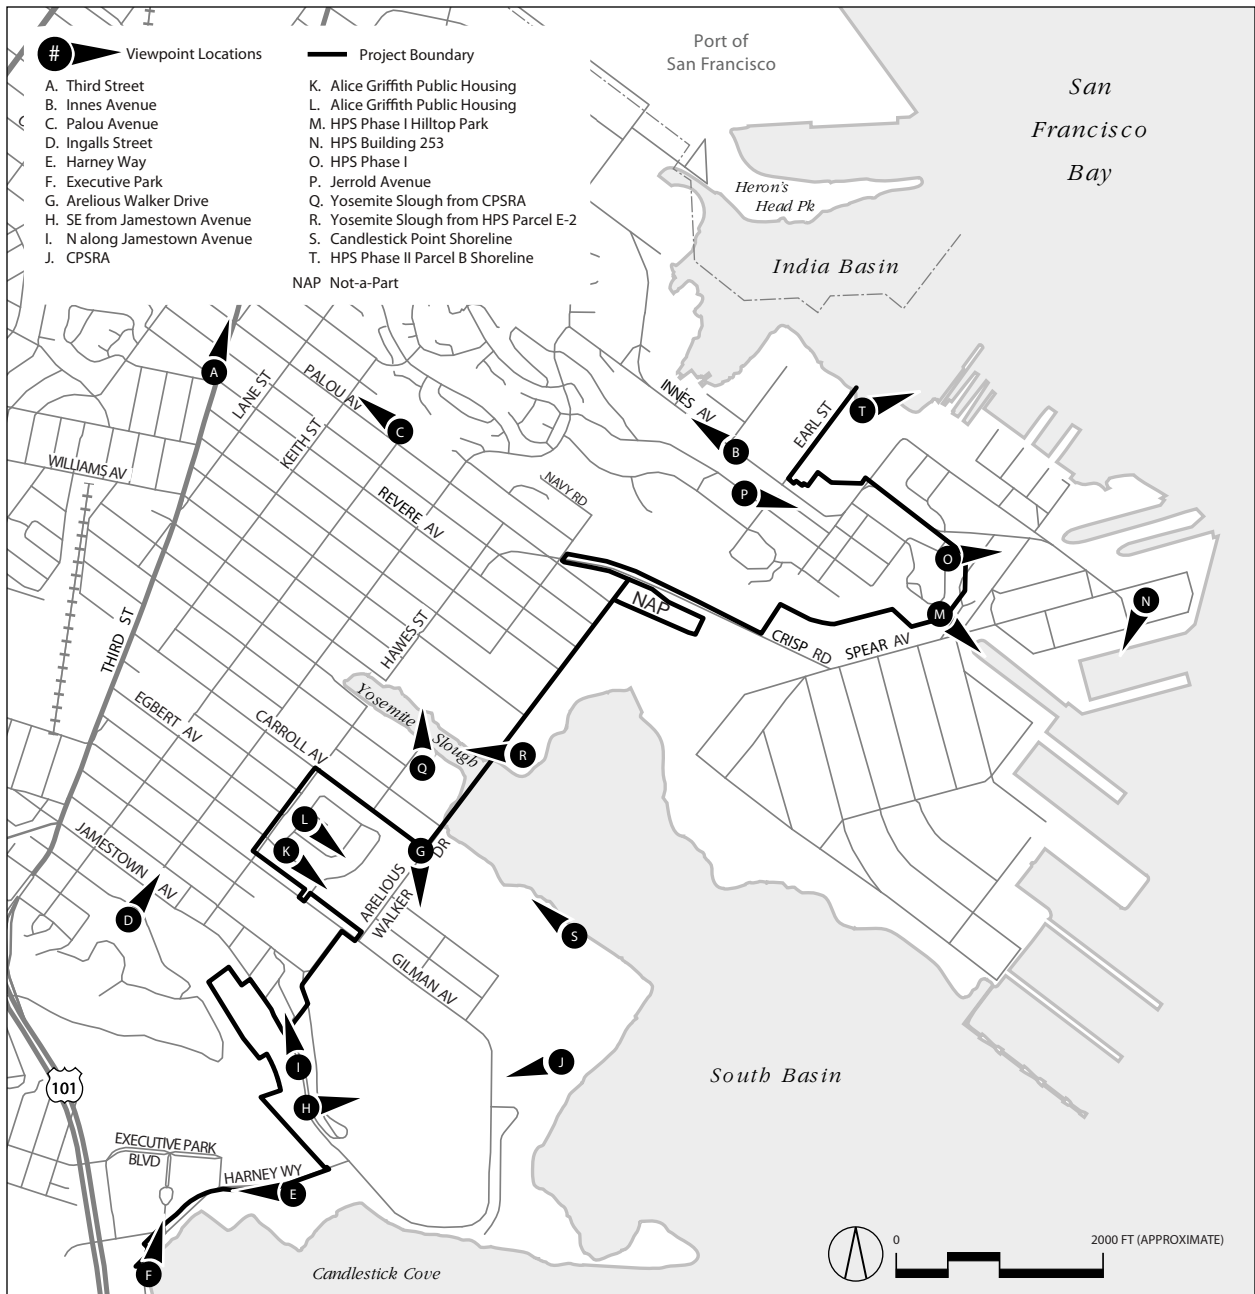 # Viewpoint Locations
Project Boundary
A. Third Street
B. Innes Avenue
C. Palou Avenue
D. Ingalls Street
E. Harney Way
F. Executive Park
G. Arelious Walker Drive
H. SE from Jamestown Avenue
I. N along Jamestown Avenue
J. CPSRA
K. Alice Griffith Public Housing
L. Alice Griffith Public Housing
M. HPS Phase I Hilltop Park
N. HPS Building 253
O. HPS Phase I
P. Jerrold Avenue
Q. Yosemite Slough from CPSRA
R. Yosemite Slough from HPS Parcel E-2
S. Candlestick Point Shoreline
T. HPS Phase II Parcel B Shoreline
NAP Not-a-Part
Port of
San Francisco
San
Francisco
Bay
Heron's
Head Pk
India Basin
A
LANE ST
PALOU AV
C
KEITH ST
INNES AV
B
EARL ST
T
WILLIAMS AV
REVERE AV
NAVY RD
P
O
N
M
NAP
CRISP RD
SPEAR AV
THIRD ST
HAWES ST
Yosemite
Slough
EGBERT AV
CARROLL AV
Q
R
L
K
G
JAMESTOWN AV
D
ARELIOUS
WALKER
DR
S
GILMAN AV
I
J
H
South Basin
101
EXECUTIVE PARK
BLVD
HARNEY WY
E
F
Candlestick Cove
0
2000 FT (APPROXIMATE)